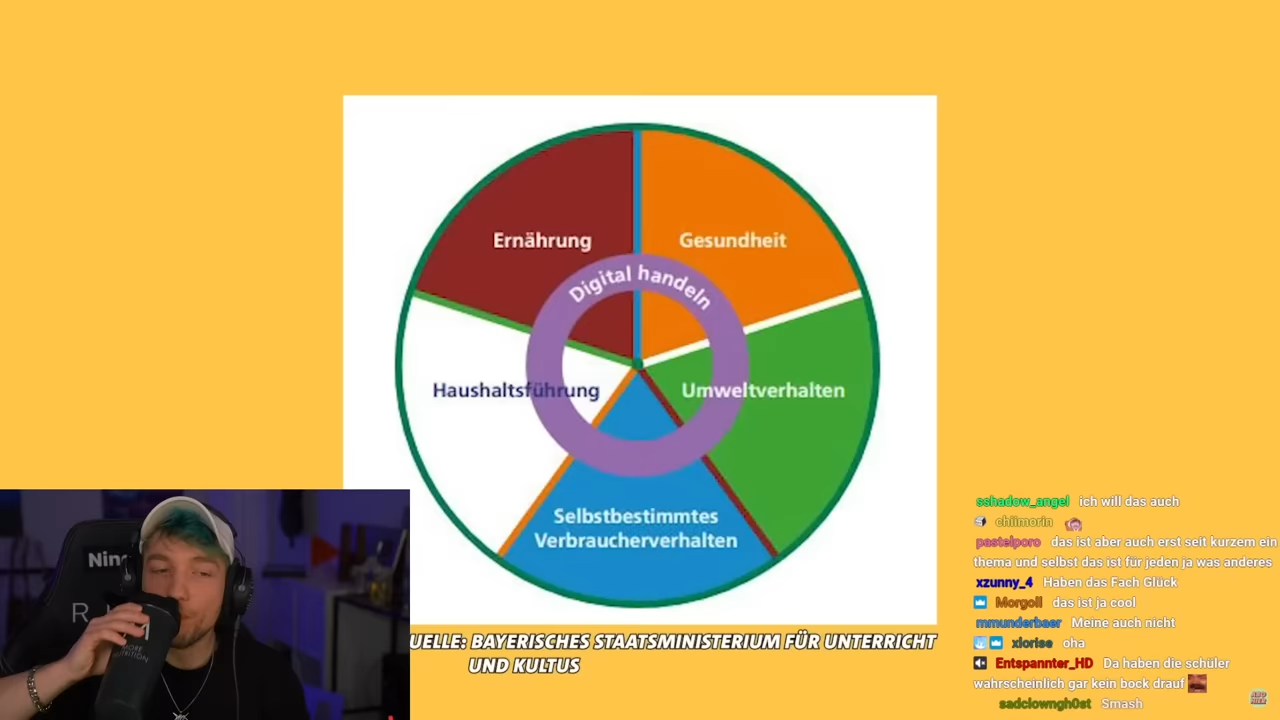 Ernährung
Gesundheit
Digital handeln
Haushaltsführung
Umweltverhalten
Selbstbestimmtes
Verbraucherverhalten
UELLE: BAYERISCHES STAATSMINISTERIUM FÜR UNTERRICHT
UND KULTUS
MORE
NUTRITION
sshadow_angel ich will das auch
chiimorin
pastelporo das ist aber auch erst seit kurzem ein
thema und selbst das ist für jeden ja was anderes
xzunny_4 Haben das Fach Glück
Morgoll das ist ja cool
mmunderbaer Meine auch nicht
xlorise oha
Entspannter_HD Da haben die schüler
wahrscheinlich gar kein bock drauf
sadclowngh0st Smash